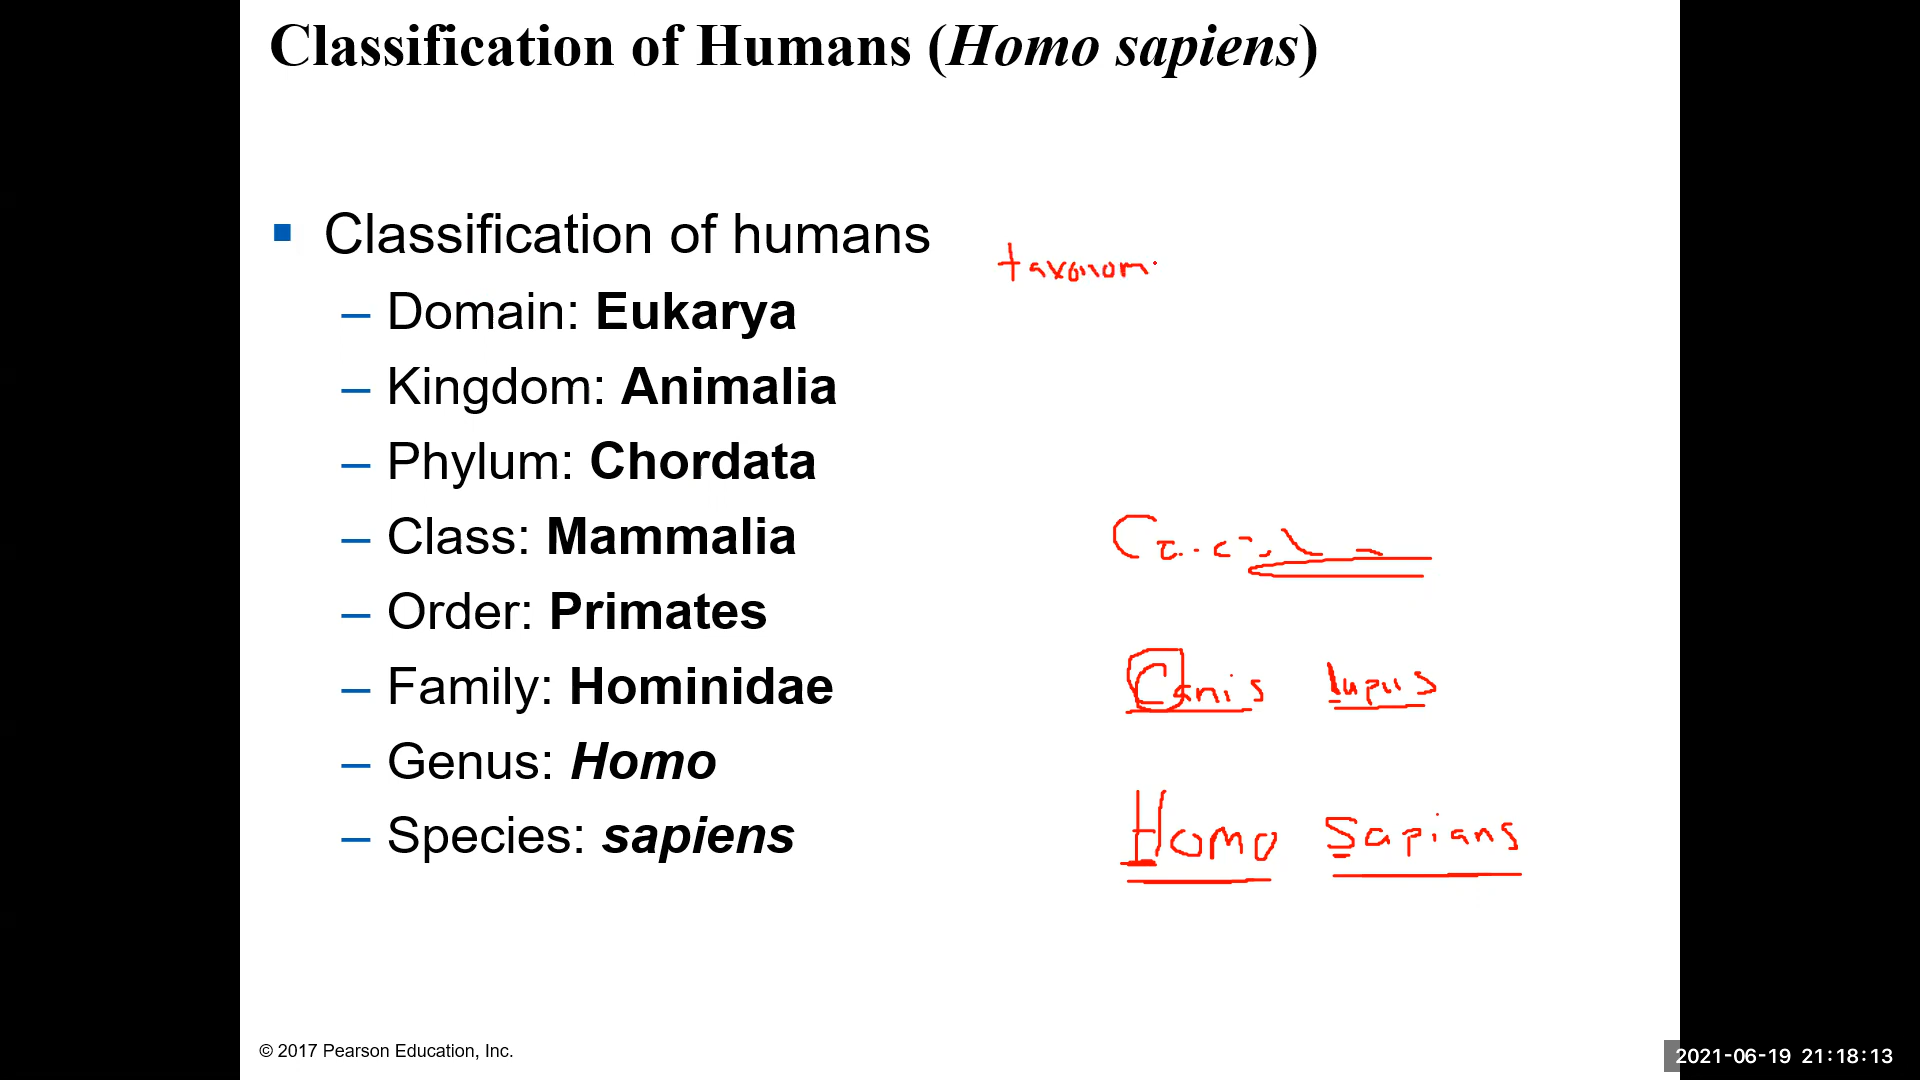 Classification of Humans (Homo sapiens)
▪ Classification of humans
taxonom
– Domain: Eukarya
– Kingdom: Animalia
– Phylum: Chordata
– Class: Mammalia
– Order: Primates
– Family: Hominidae
Canis lupus
– Genus: Homo
– Species: sapiens
Homo Sapians
© 2017 Pearson Education, Inc.
2021-06-19 21:18:13